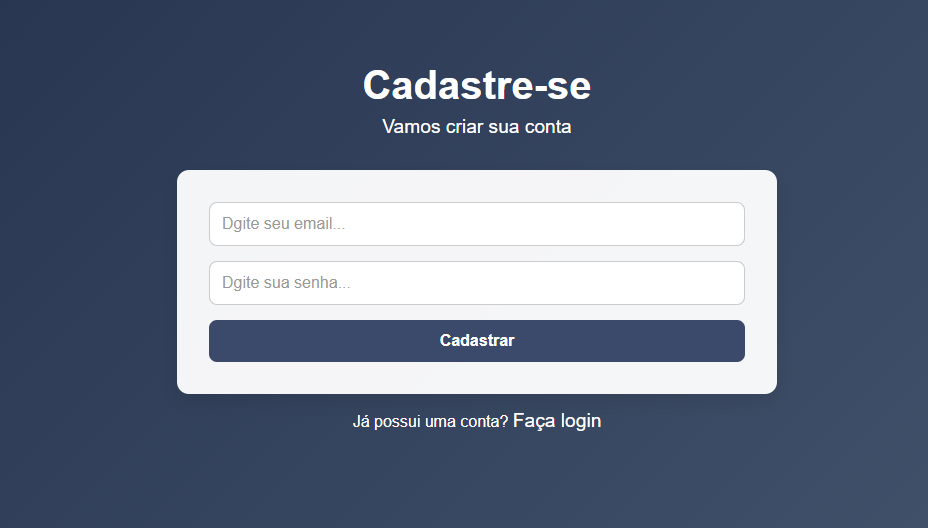 Cadastre-se
Vamos criar sua conta
Dgite seu email...
Dgite sua senha...
Cadastrar
Já possui uma conta? Faça login